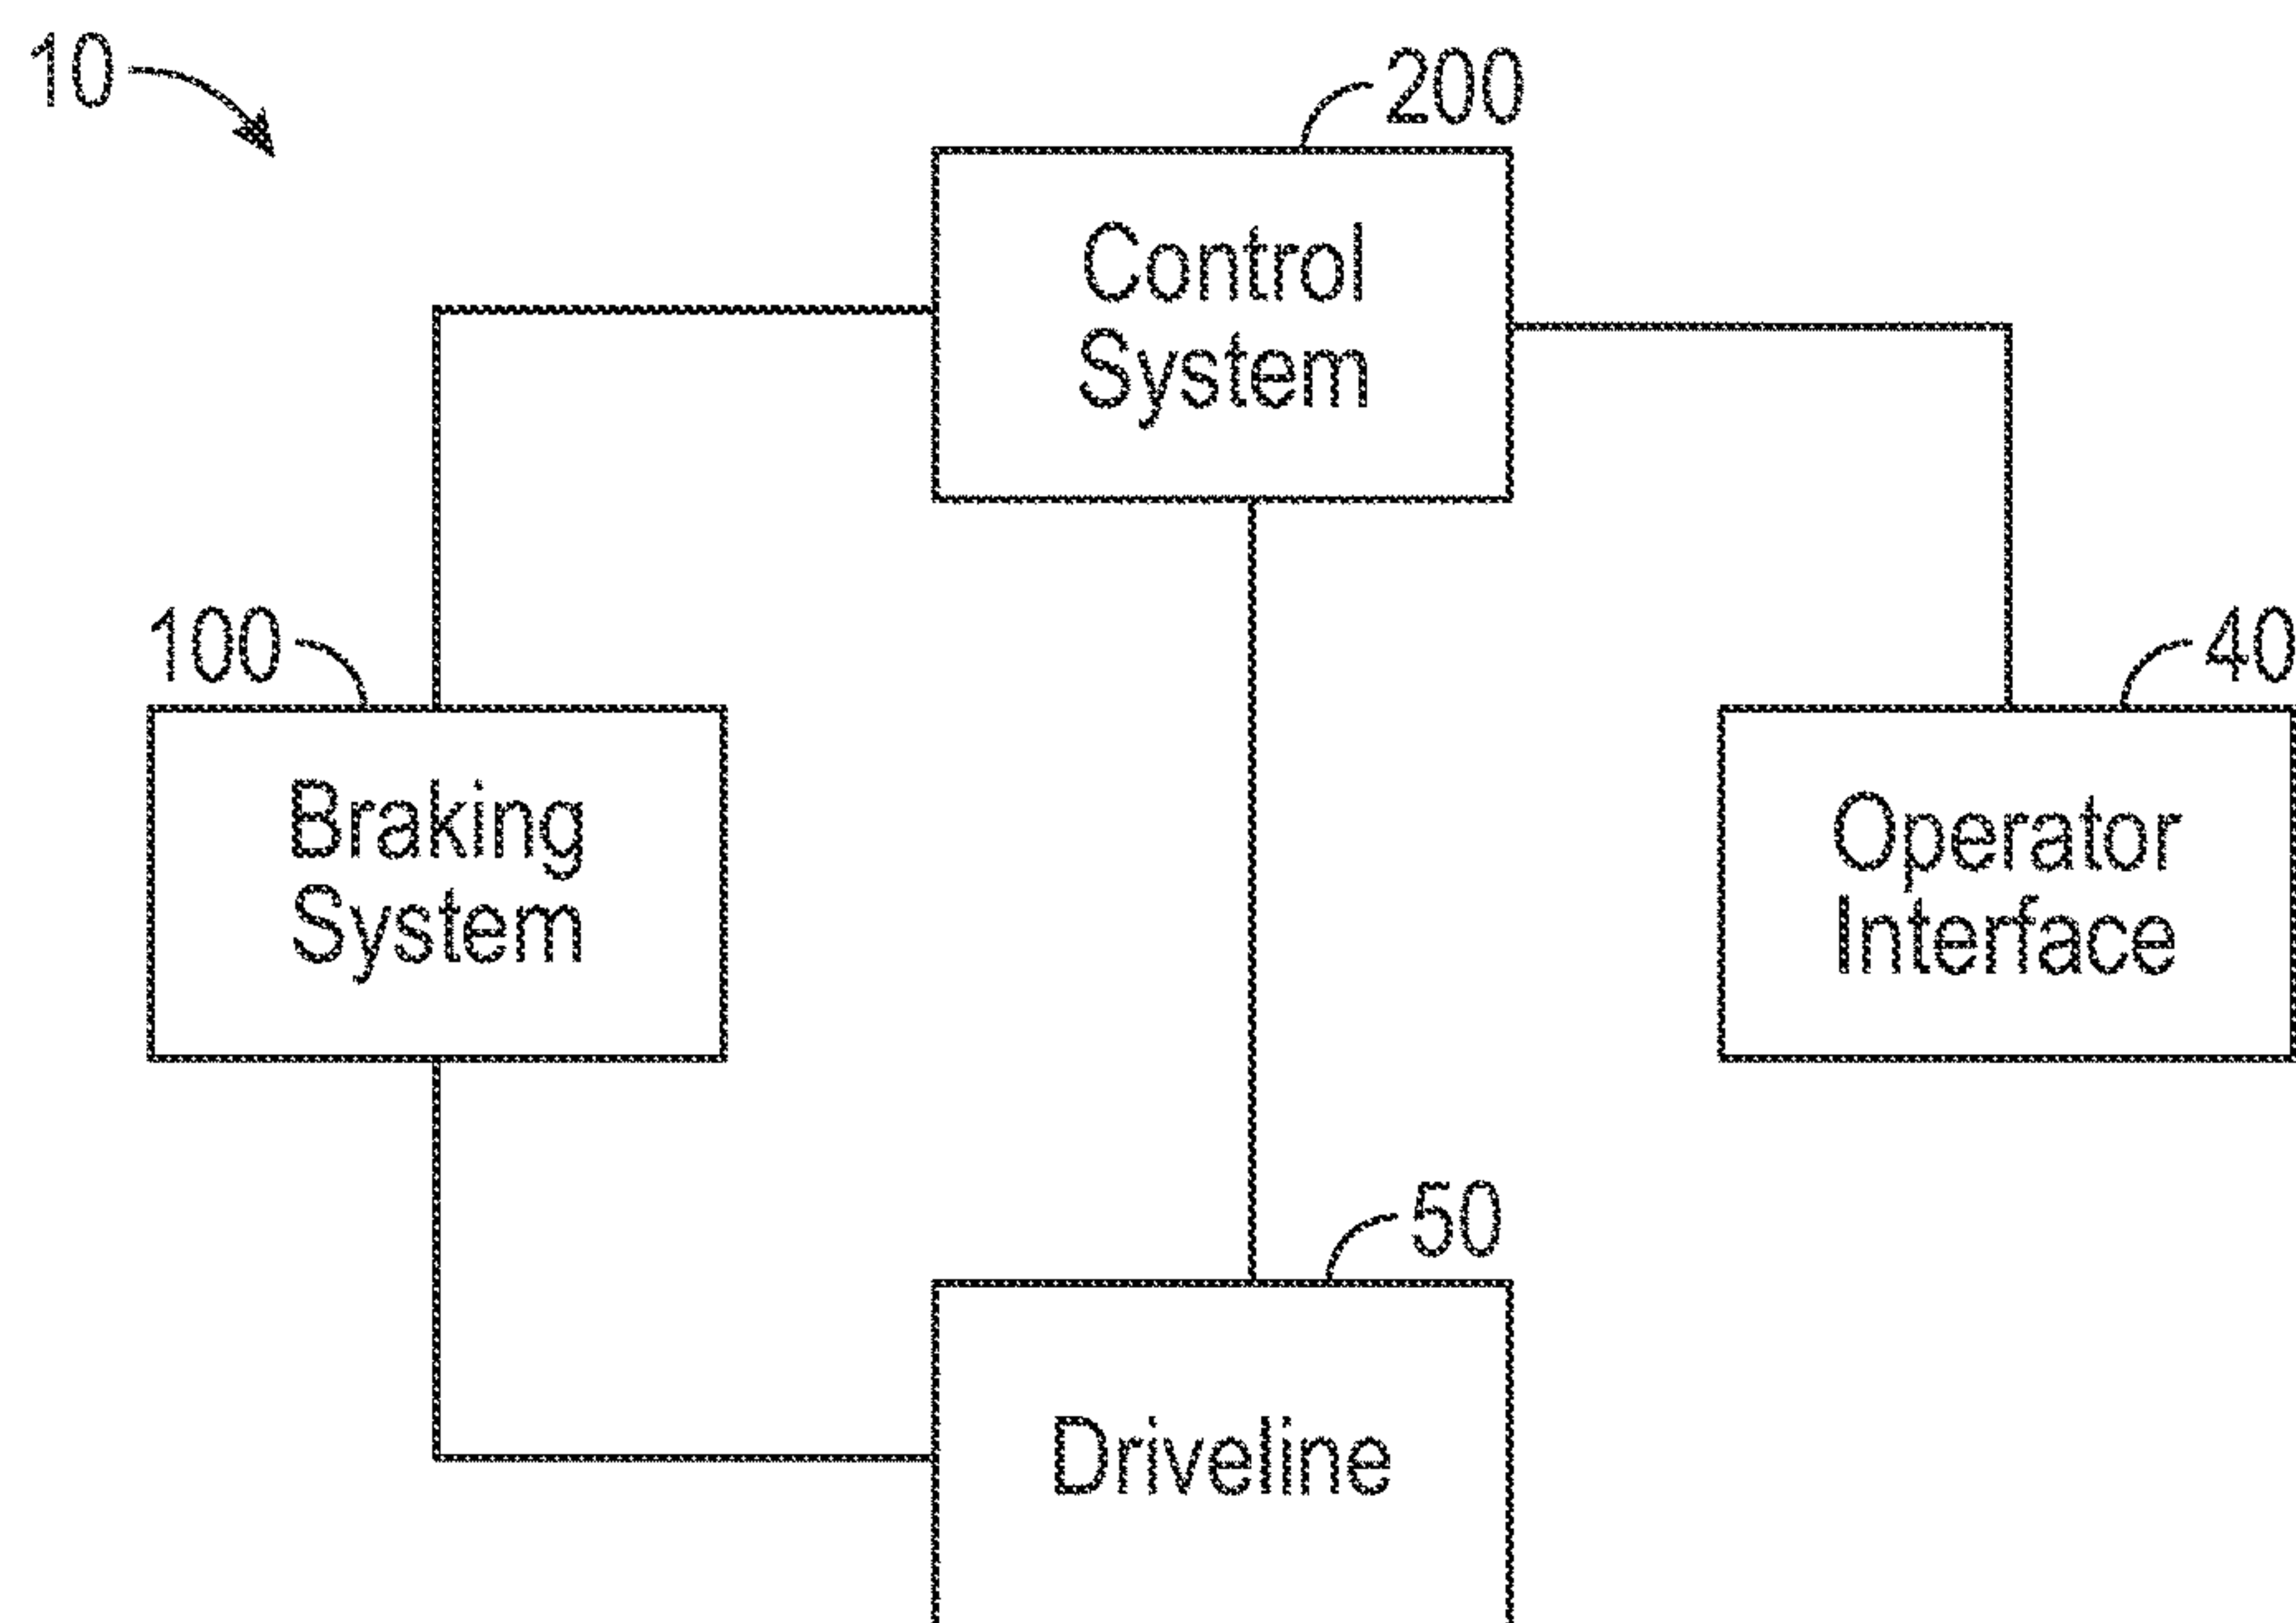 10
200
Control
System
100
Braking
System
40
Operator
Interface
50
Driveline